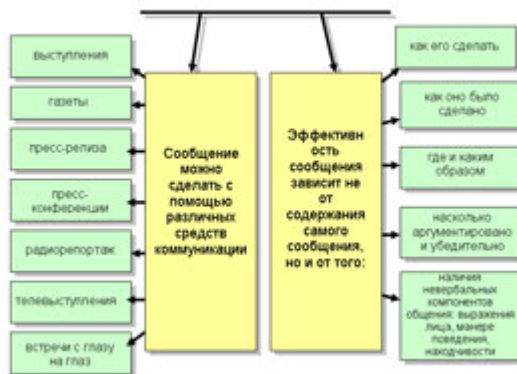 выступления
газеты
пресс-релиза
пресс-
конференции
радиорепортаж
телевыступления
встречи с глазу
на глаз
Сообщение
можно
сделать с
помощью
различных
средств
коммуникации
Эффективн
ость
сообщения
зависит не
от
содержания
самого
сообщения,
но и от того:
как его сделать
как оно было
сделано
где и каким
образом
насколько
аргументировано
и убедительно
наличия
невербальных
компонентов
общения: выражения
лица, манере
поведения,
находчивости